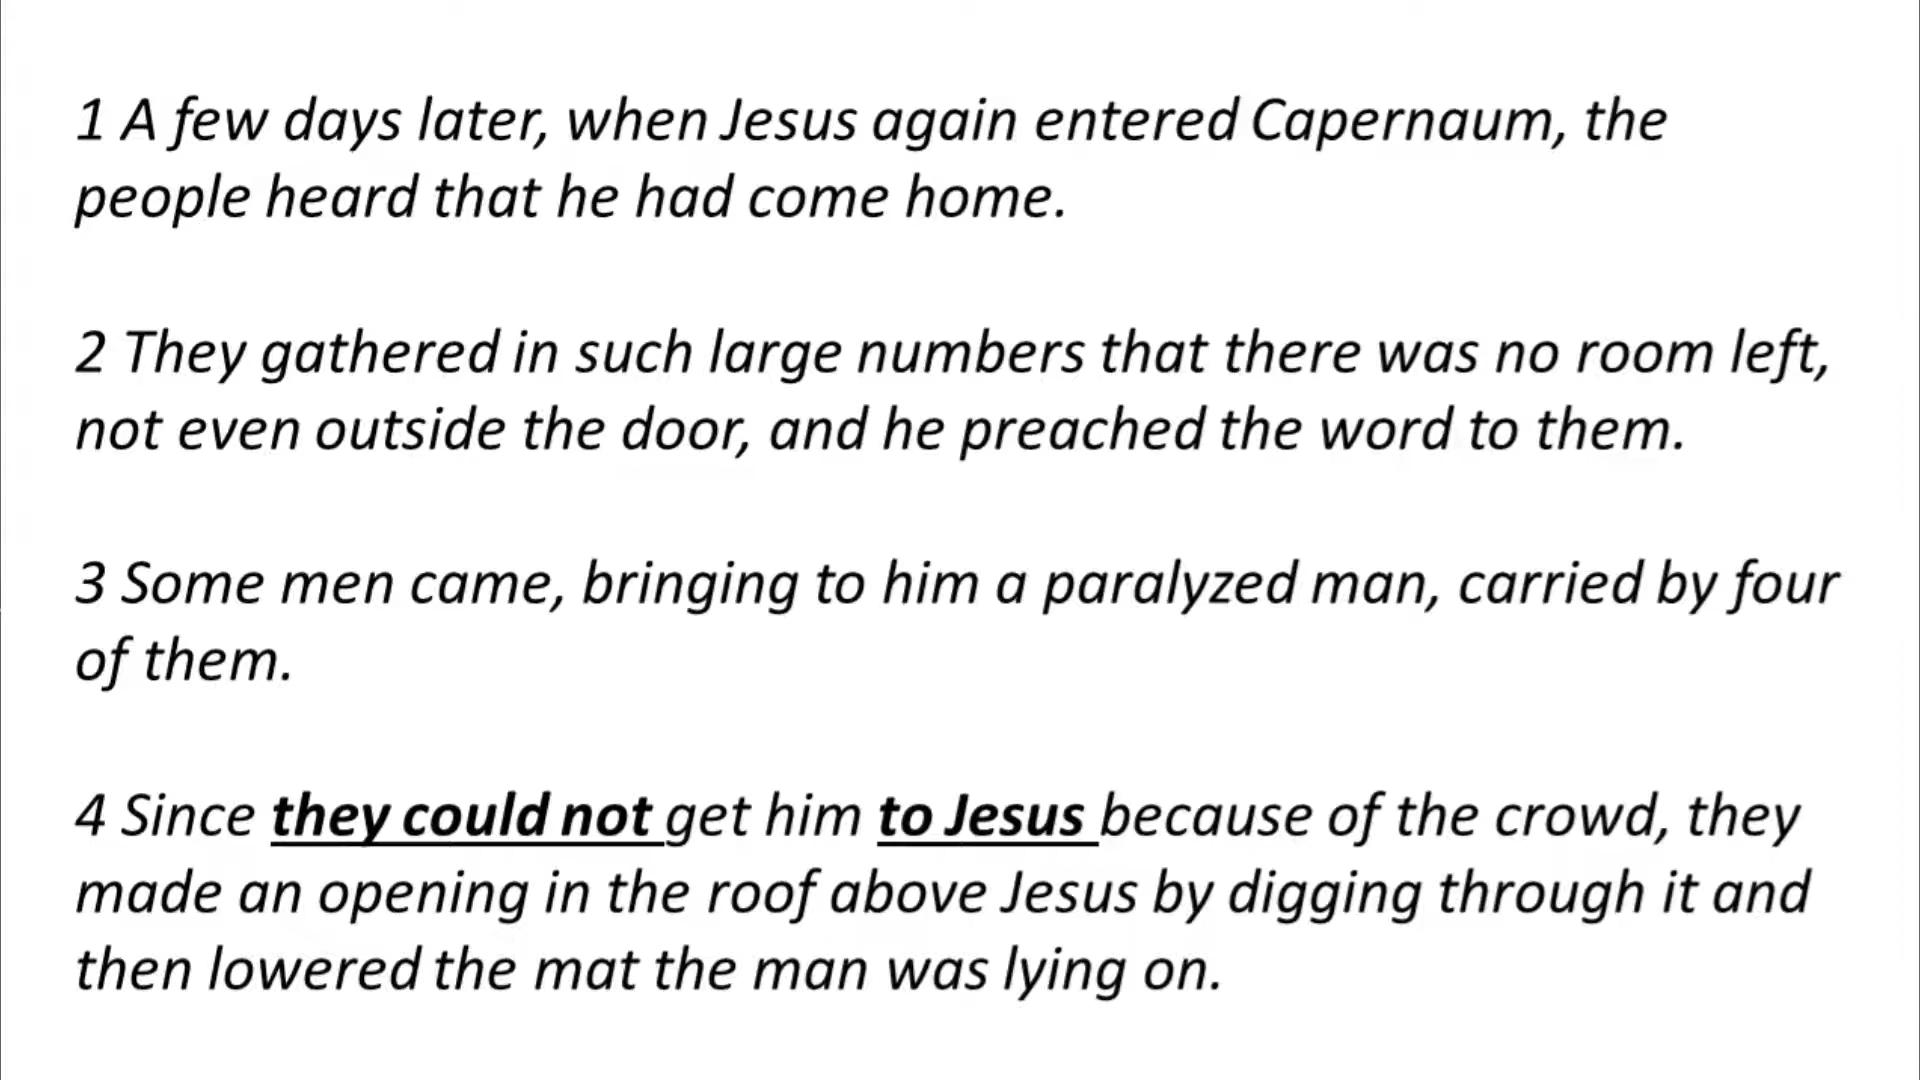 1 A few days later, when Jesus again entered Capernaum, the
people heard that he had come home.
2 They gathered in such large numbers that there was no room left,
not even outside the door, and he preached the word to them.
3 Some men came, bringing to him a paralyzed man, carried by four
of them.
4 Since they could not get him to Jesus because of the crowd, they
made an opening in the roof above Jesus by digging through it and
then lowered the mat the man was lying on.